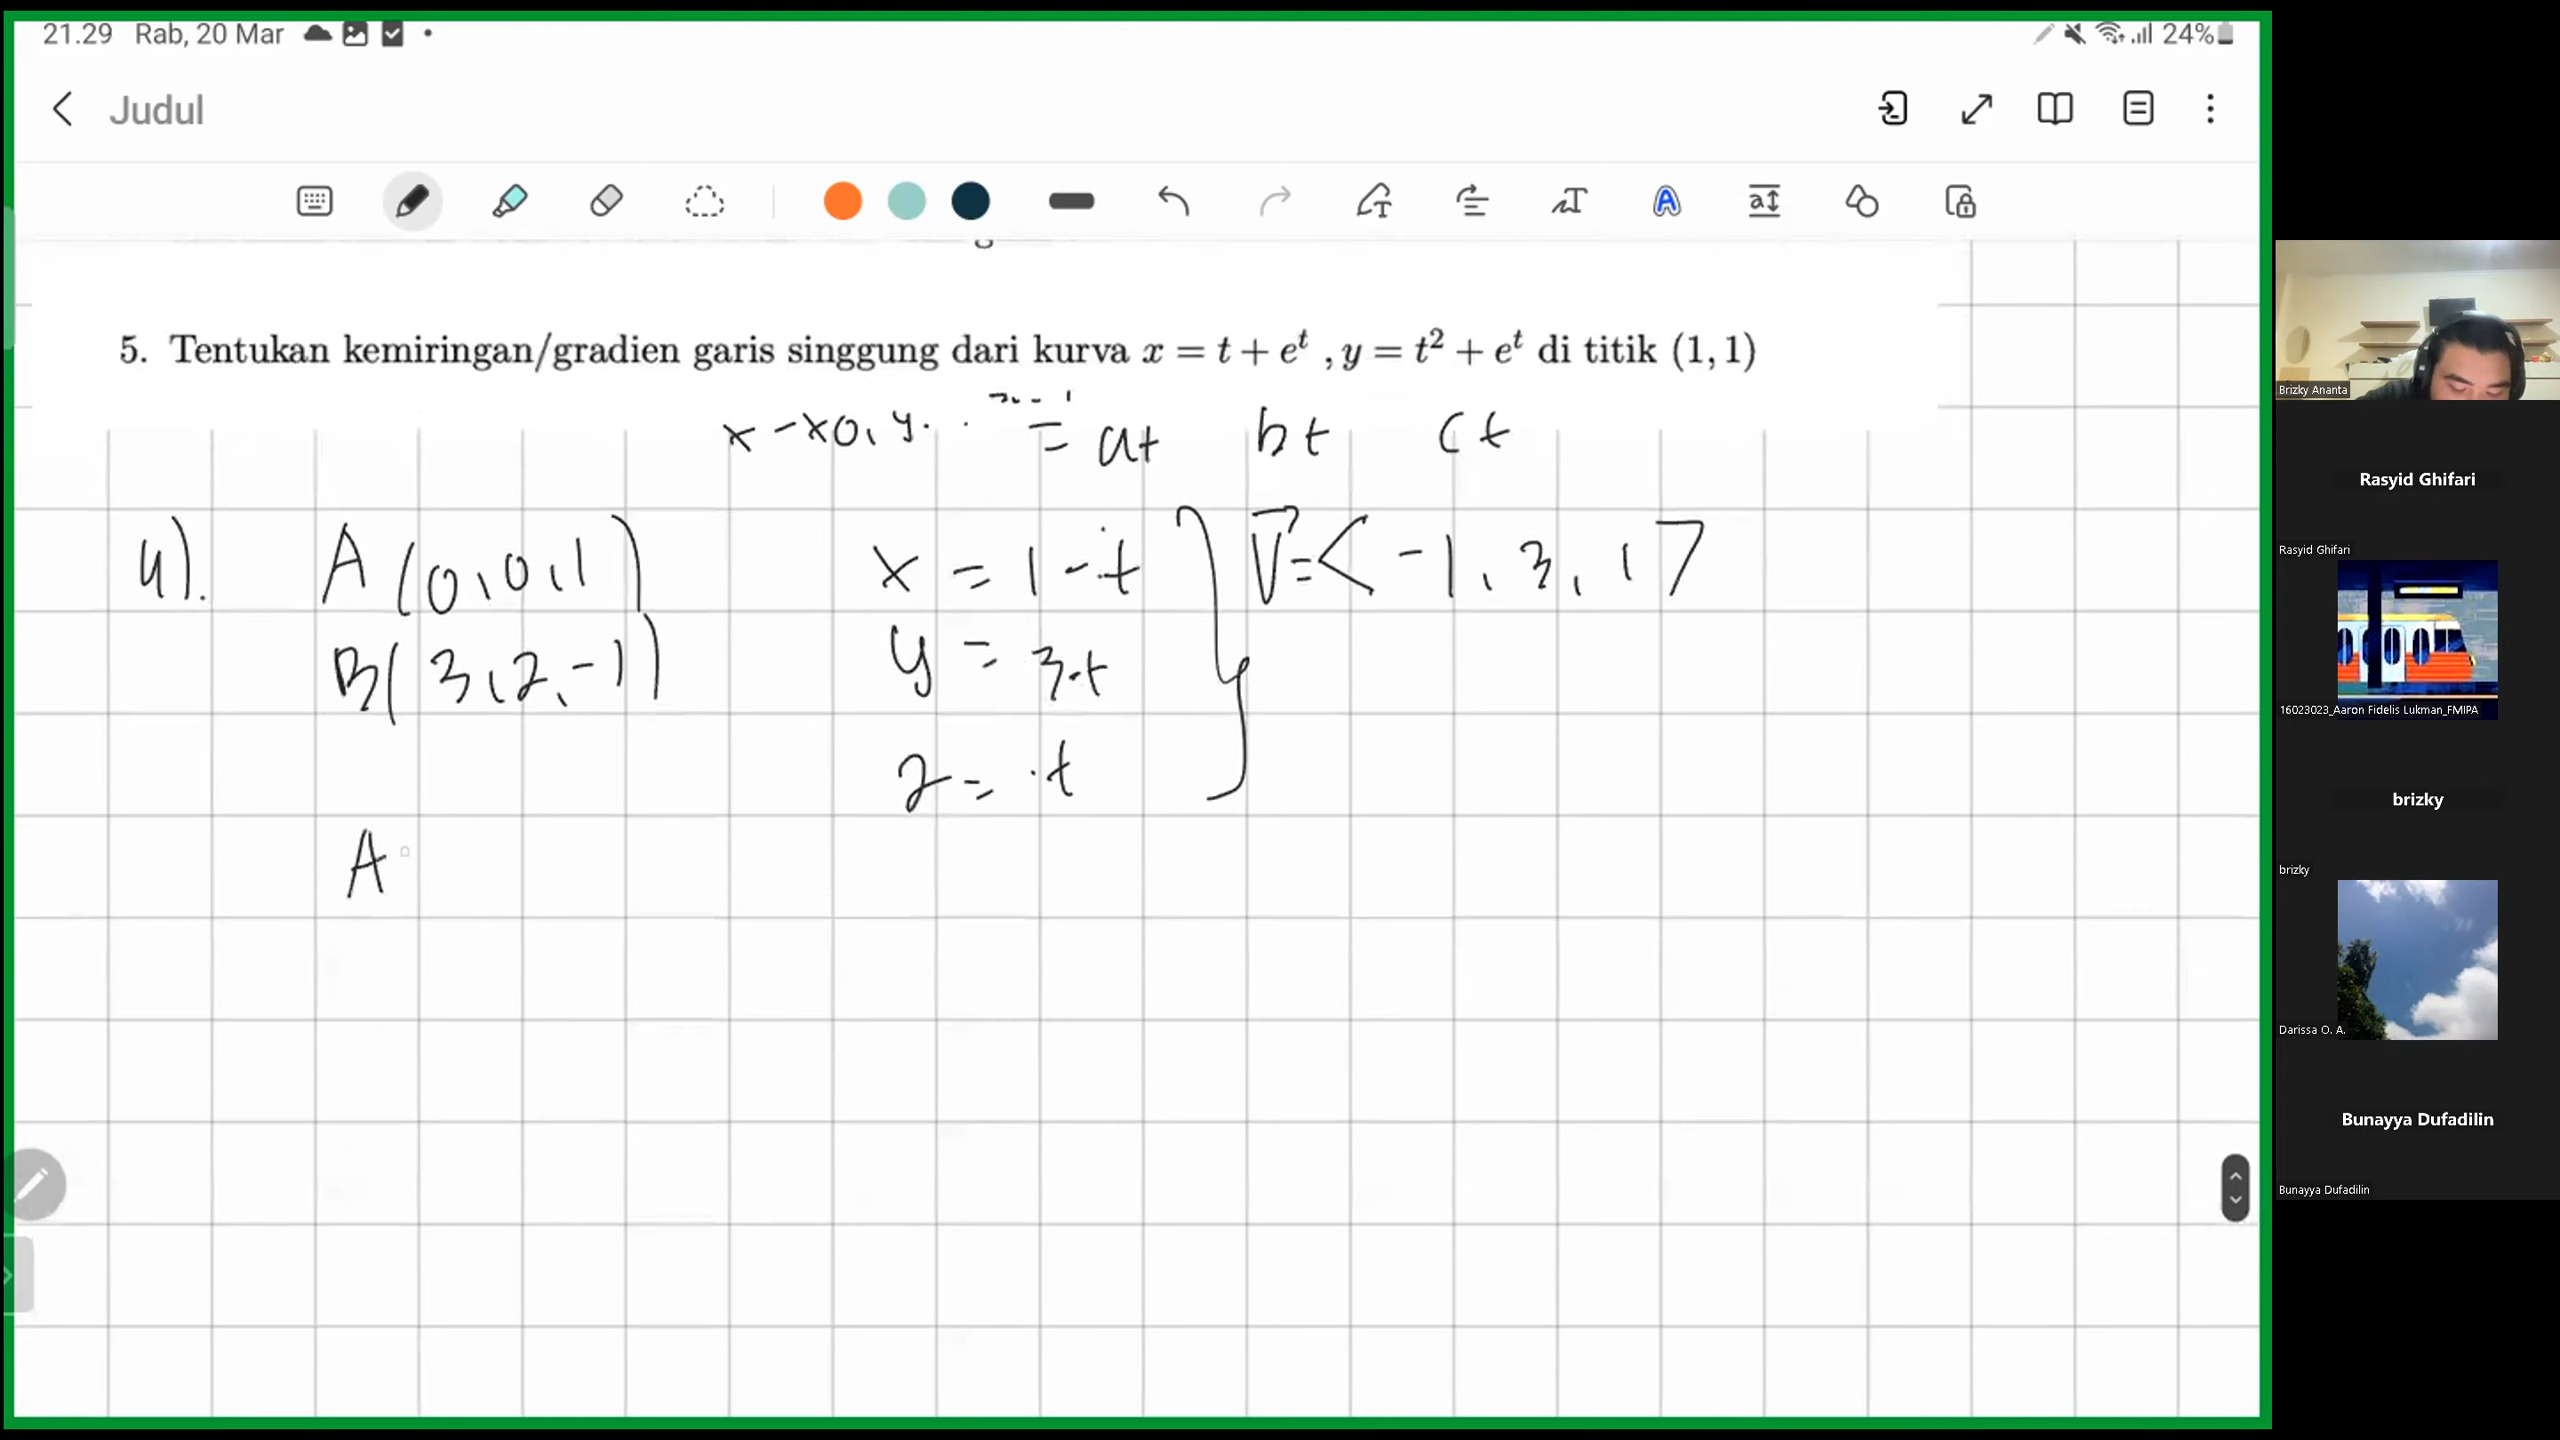 21.29 Rab, 20 Mar 24%
Judul
5. Tentukan kemiringan/gradien garis singgung dari kurva x = t + e^t , y = t^2 + e^t di titik (1, 1)
x - x0, y. . = at bt ct
4). A (0,0,1) x = 1 - t V = < -1, 3, 1 >
B( 3,2,-1) y = 3.t
z = .t
A
Brizky Ananta
Rasyid Ghifari
Rasyid Ghifari
16023023_Aaron Fidelis Lukman_FMIPA
brizky
brizky
Darissa O. A.
Bunayya Dufadilin
Bunayya Dufadilin